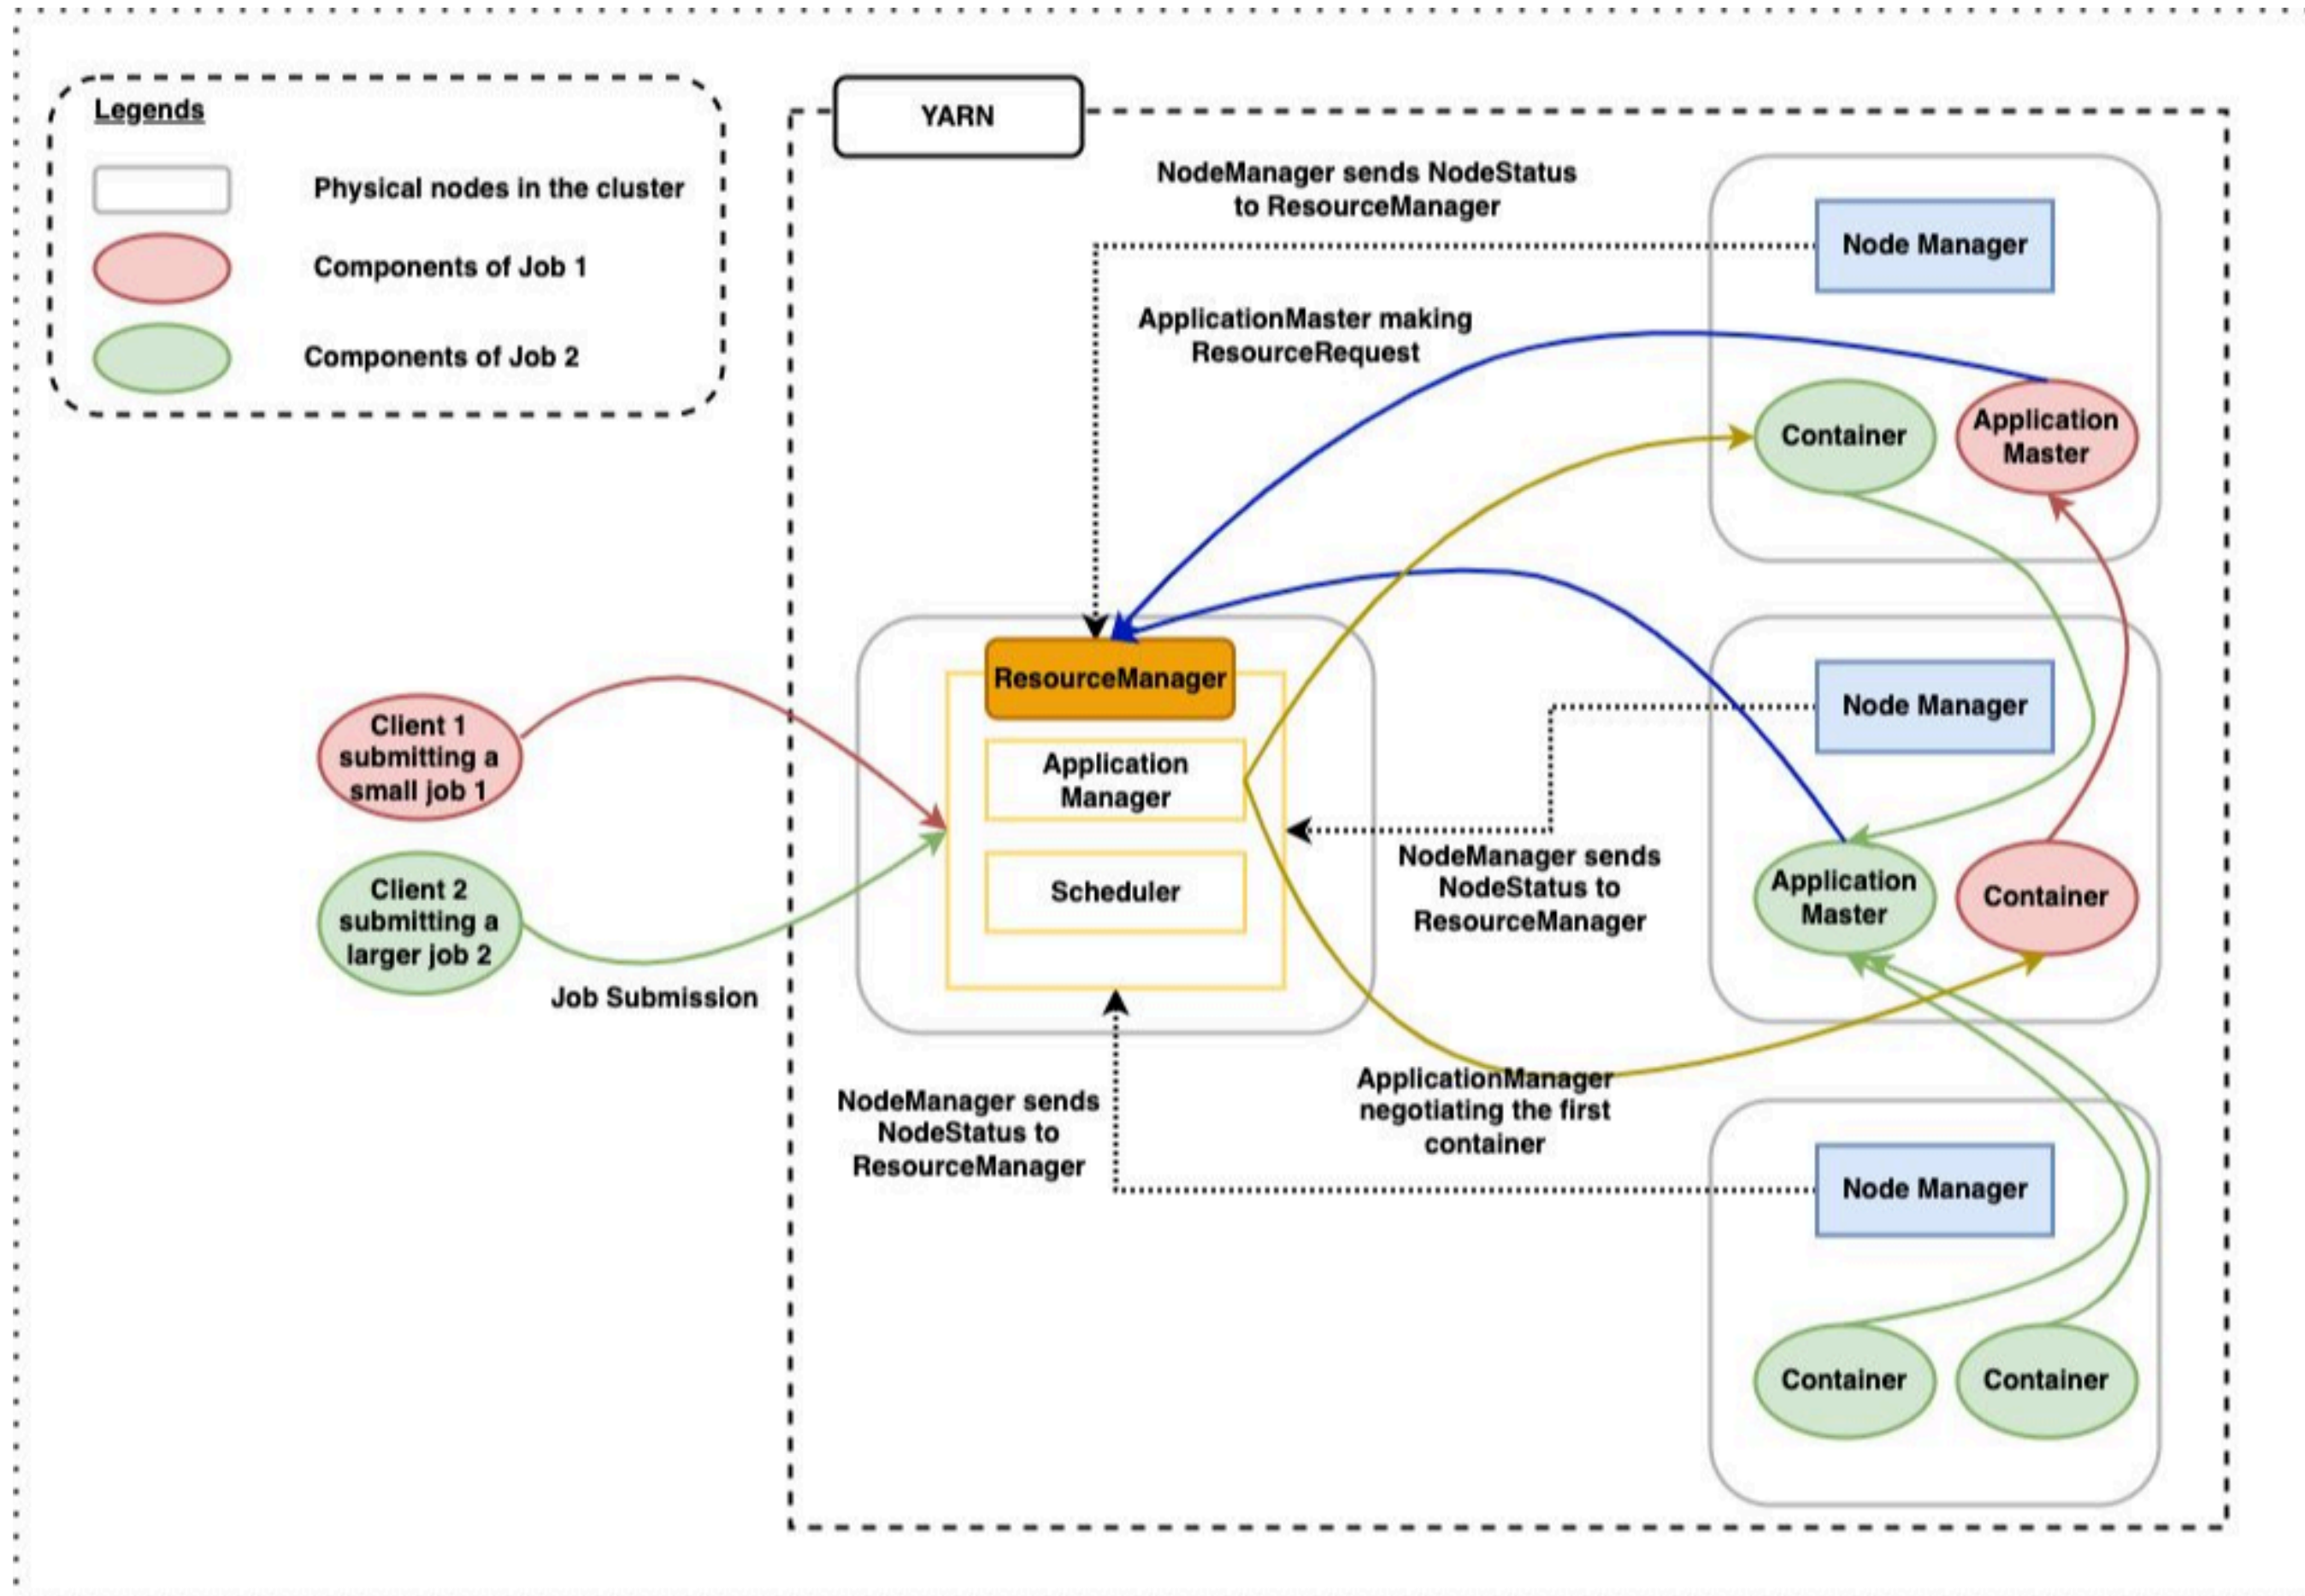 Legends
Physical nodes in the cluster
Components of Job 1
Components of Job 2
YARN
NodeManager sends NodeStatus
to ResourceManager
Node Manager
ApplicationMaster making
ResourceRequest
Container
Application
Master
ResourceManager
Application
Manager
Scheduler
Client 1
submitting a
small job 1
Client 2
submitting a
larger job 2
Job Submission
Node Manager
NodeManager sends
NodeStatus to
ResourceManager
Application
Master
Container
NodeManager sends
NodeStatus to
ResourceManager
ApplicationManager
negotiating the first
container
Node Manager
Container
Container